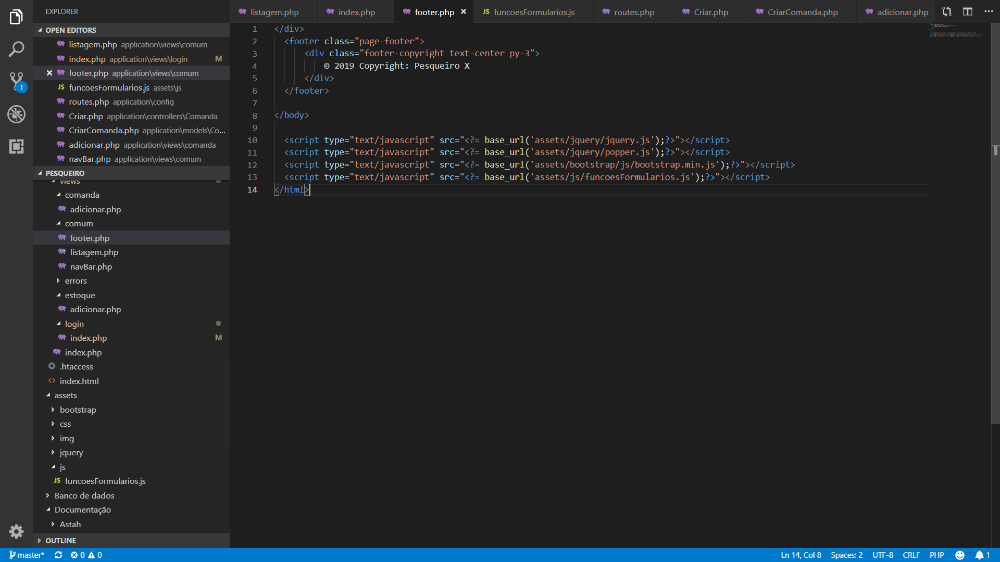 EXPLORER
OPEN EDITORS
listagem.php application\views\comum
index.php application\views\login M
footer.php application\views\comum
JS funcoesFormularios.js assets\js
routes.php application\config
Criar.php application\controllers\Comanda
CriarComanda.php application\models\Co...
adicionar.php application\views\comanda
navBar.php application\views\comum
PESQUEIRO
views
comanda
adicionar.php
comum
footer.php
listagem.php
navBar.php
errors
estoque
adicionar.php
login
index.php M
index.php
.htaccess
index.html
assets
bootstrap
css
img
jquery
js
JS funcoesFormularios.js
Banco de dados
Documentação
Astah
OUTLINE
listagem.php index.php footer.php JS funcoesFormularios.js routes.php Criar.php CriarComanda.php adicionar.php
1 </div>
2 <footer class="page-footer">
3 <div class="footer-copyright text-center py-3">
4 © 2019 Copyright: Pesqueiro X
5 </div>
6 </footer>
7
8 </body>
9
10 <script type="text/javascript" src="<?= base_url('assets/jquery/jquery.js');?>"></script>
11 <script type="text/javascript" src="<?= base_url('assets/jquery/popper.js');?>"></script>
12 <script type="text/javascript" src="<?= base_url('assets/bootstrap/js/bootstrap.min.js');?>"></script>
13 <script type="text/javascript" src="<?= base_url('assets/js/funcoesFormularios.js');?>"></script>
14 </html>
1
master* 0 0 Ln 14, Col 8 Spaces: 2 UTF-8 CRLF PHP 1